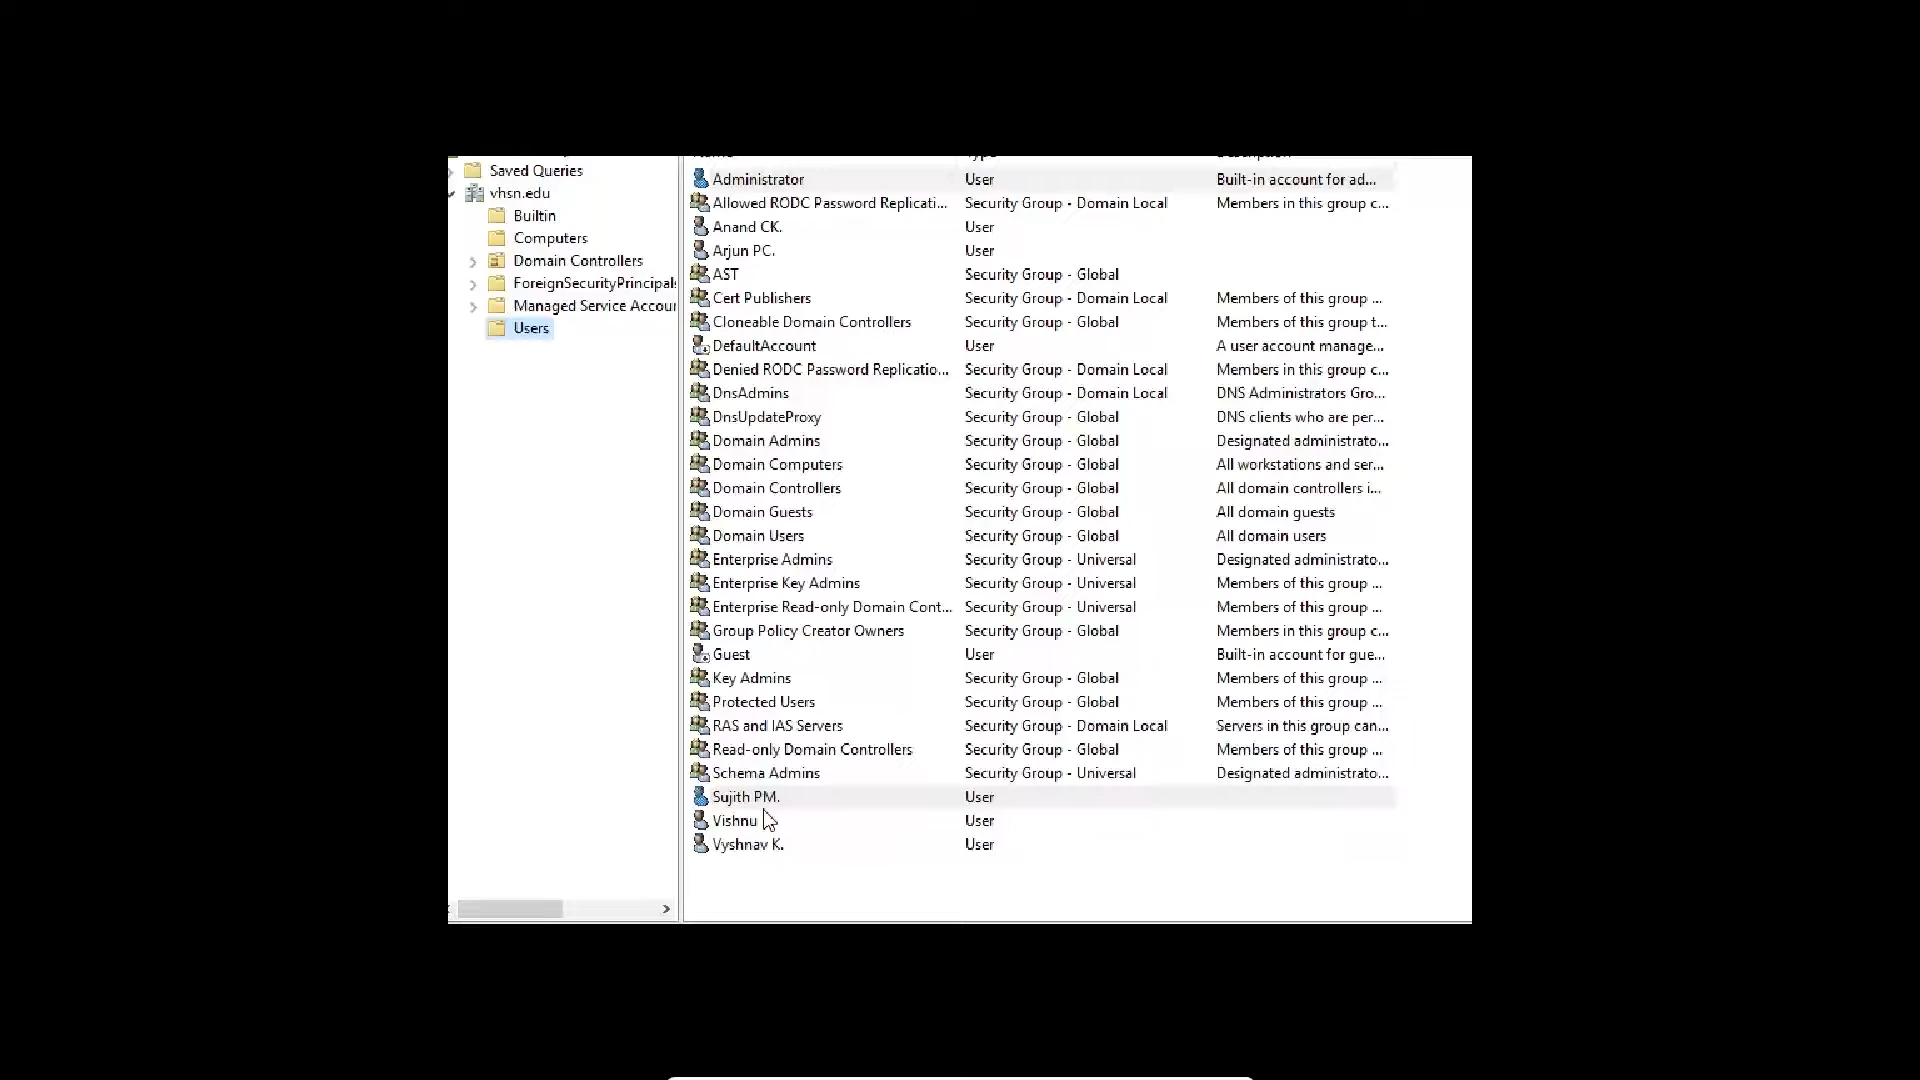 Saved Queries
vhsn.edu
Builtin
Computers
Domain Controllers
ForeignSecurityPrincipals
Managed Service Accou
Users
Name Type Description
Administrator User Built-in account for ad...
Allowed RODC Password Replicati... Security Group - Domain Local Members in this group c...
Anand CK. User
Arjun PC. User
AST Security Group - Global
Cert Publishers Security Group - Domain Local Members of this group ...
Cloneable Domain Controllers Security Group - Global Members of this group t...
DefaultAccount User A user account manage...
Denied RODC Password Replicatio... Security Group - Domain Local Members in this group c...
DnsAdmins Security Group - Domain Local DNS Administrators Gro...
DnsUpdateProxy Security Group - Global DNS clients who are per...
Domain Admins Security Group - Global Designated administrato...
Domain Computers Security Group - Global All workstations and ser...
Domain Controllers Security Group - Global All domain controllers i...
Domain Guests Security Group - Global All domain guests
Domain Users Security Group - Global All domain users
Enterprise Admins Security Group - Universal Designated administrato...
Enterprise Key Admins Security Group - Universal Members of this group ...
Enterprise Read-only Domain Cont... Security Group - Universal Members of this group ...
Group Policy Creator Owners Security Group - Global Members in this group c...
Guest User Built-in account for gue...
Key Admins Security Group - Global Members of this group ...
Protected Users Security Group - Global Members of this group ...
RAS and IAS Servers Security Group - Domain Local Servers in this group can...
Read-only Domain Controllers Security Group - Global Members of this group ...
Schema Admins Security Group - Universal Designated administrato...
Sujith PM. User
Vishnu User
Vyshnav K. User